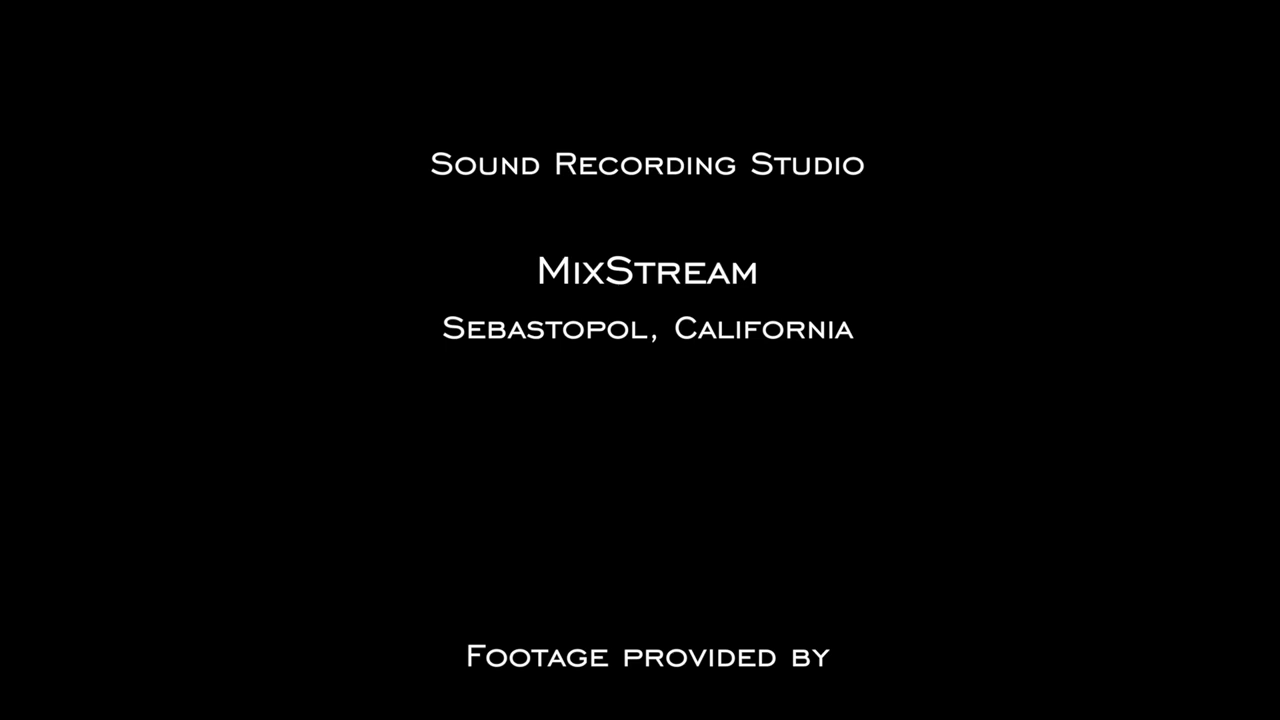 Sound Recording Studio
MixStream
Sebastopol, California
Footage provided by